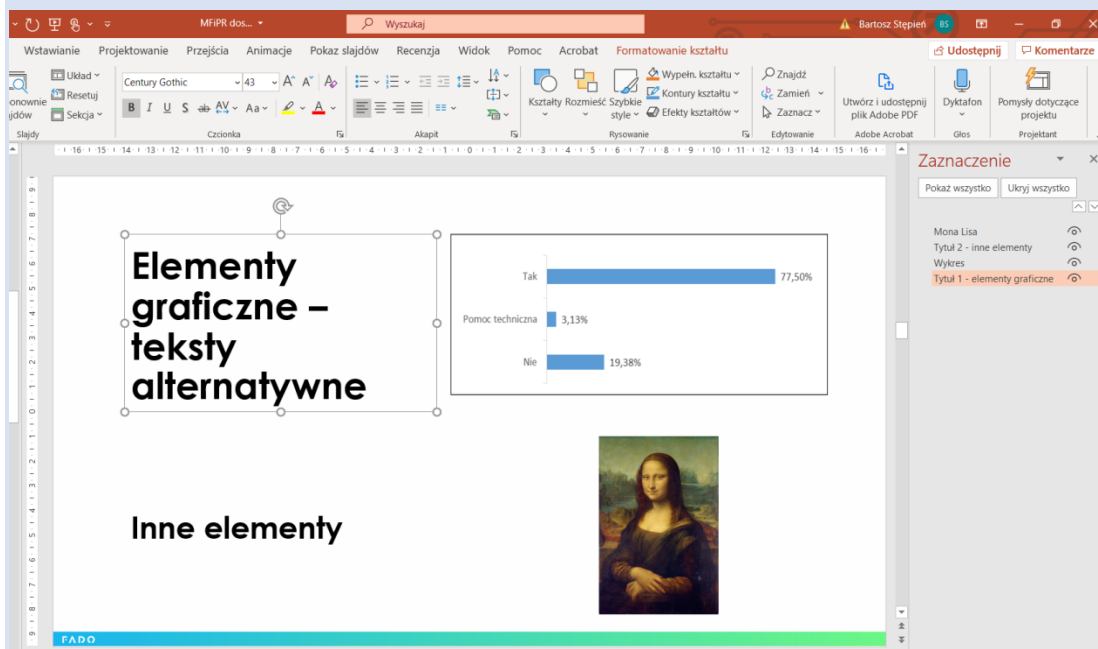 MFiPR dos...
Wyszukaj
Bartosz Stępień
BS
Wstawianie Projektowanie Przejścia Animacje Pokaz slajdów Recenzja Widok Pomoc Acrobat Formatowanie kształtu
Udostępnij
Komentarze
Układ
Resetuj
Sekcja
Slajdy
Century Gothic
43
Czcionka
Akapit
Kształty
Rozmieść
Szybkie style
Wypełn. kształtu
Kontury kształtu
Efekty kształtów
Rysowanie
Znajdź
Zamień
Zaznacz
Edytowanie
Utwórz i udostępnij
plik Adobe PDF
Adobe Acrobat
Dyktafon
Głos
Pomysły dotyczące
projektu
Projektant
Elementy
graficzne –
teksty
alternatywne
Tak
77,50%
Pomoc techniczna
3,13%
Nie
19,38%
Inne elementy
FADO
Zaznaczenie
Pokaż wszystko
Ukryj wszystko
Mona Lisa
Tytuł 2 - inne elementy
Wykres
Tytuł 1 - elementy graficzne